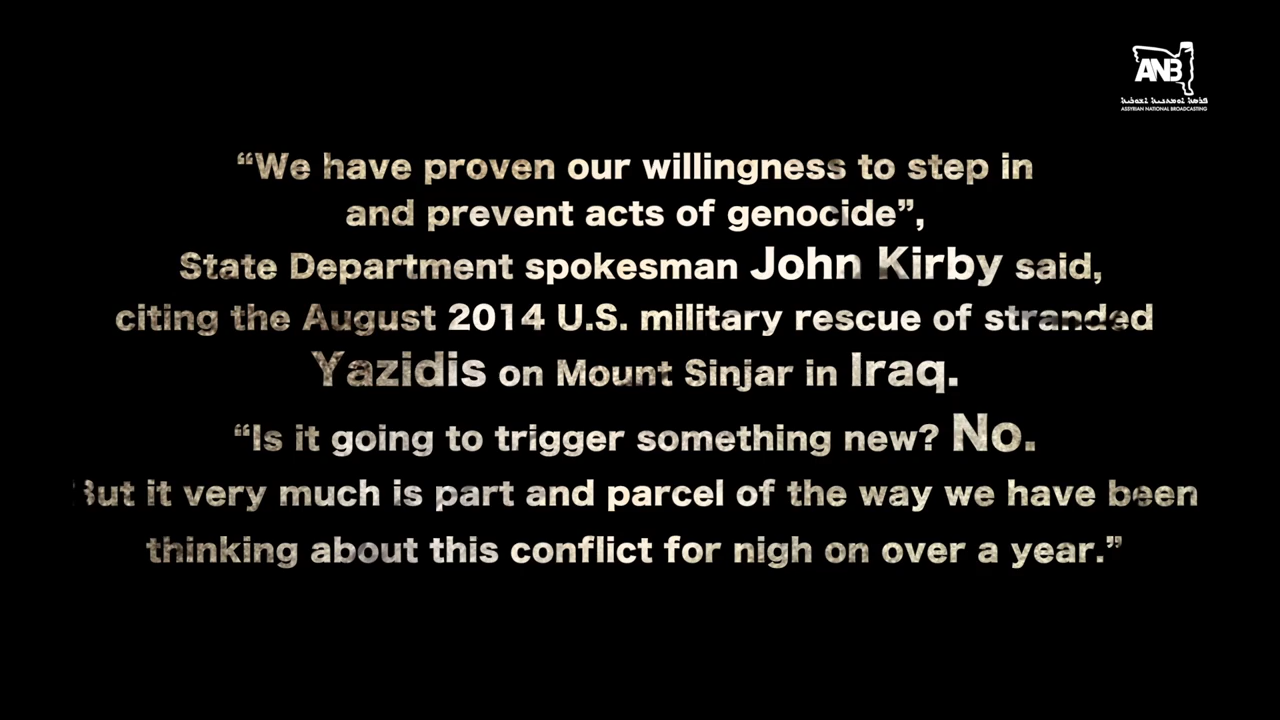 ANB
ASSYRIAN NATIONAL BROADCASTING
“We have proven our willingness to step in
and prevent acts of genocide”,
State Department spokesman John Kirby said,
citing the August 2014 U.S. military rescue of stranded
Yazidis on Mount Sinjar in Iraq.
“Is it going to trigger something new? No.
But it very much is part and parcel of the way we have been
thinking about this conflict for nigh on over a year.”